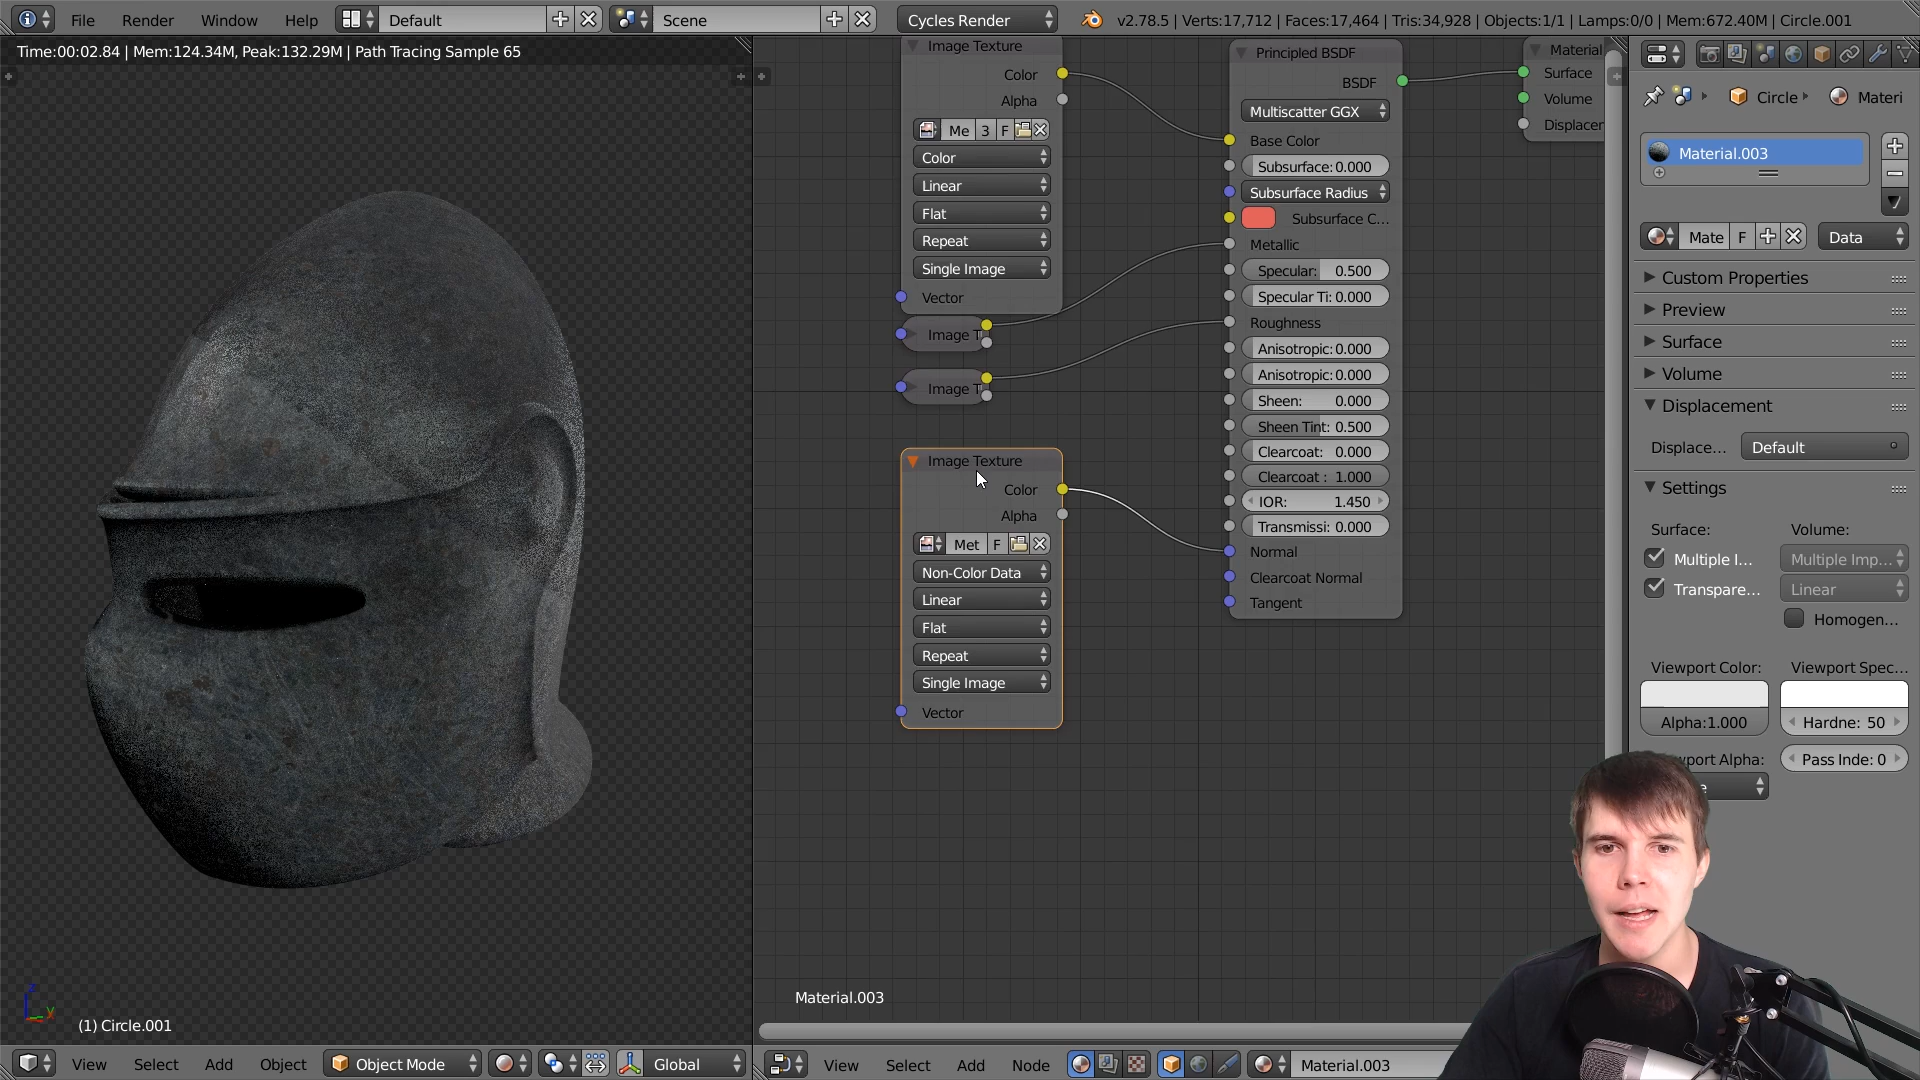 File Render Window Help Default Scene Cycles Render v2.78.5 | Verts:17,712 | Faces:17,464 | Tris:34,928 | Objects:1/1 | Lamps:0/0 | Mem:672.40M | Circle.001
Time:00:02.84 | Mem:124.34M, Peak:132.29M | Path Tracing Sample 65
(1) Circle.001
View Select Add Object Object Mode Global
Image Texture
Color
Alpha
Me 3 F
Color
Linear
Flat
Repeat
Single Image
Vector
Image T
Image T
Image Texture
Color
Alpha
Met F
Non-Color Data
Linear
Flat
Repeat
Single Image
Vector
Principled BSDF
BSDF
Multiscatter GGX
Base Color
Subsurface: 0.000
Subsurface Radius
Subsurface C...
Metallic
Specular: 0.500
Specular Ti: 0.000
Roughness
Anisotropic: 0.000
Anisotropic: 0.000
Sheen: 0.000
Sheen Tint: 0.500
Clearcoat: 0.000
Clearcoat : 1.000
IOR: 1.450
Transmissi: 0.000
Normal
Clearcoat Normal
Tangent
Material
Surface
Volume
Displacer
Material.003
View Select Add Node Material.003
Circle Materi
Material.003
Mate F Data
Custom Properties
Preview
Surface
Volume
Displacement
Displace... Default
Settings
Surface: Volume:
Multiple I... Multiple Imp...
Transpare... Linear
Homogen...
Viewport Color: Viewport Spec...
Alpha:1.000 Hardne: 50
port Alpha: Pass Inde: 0